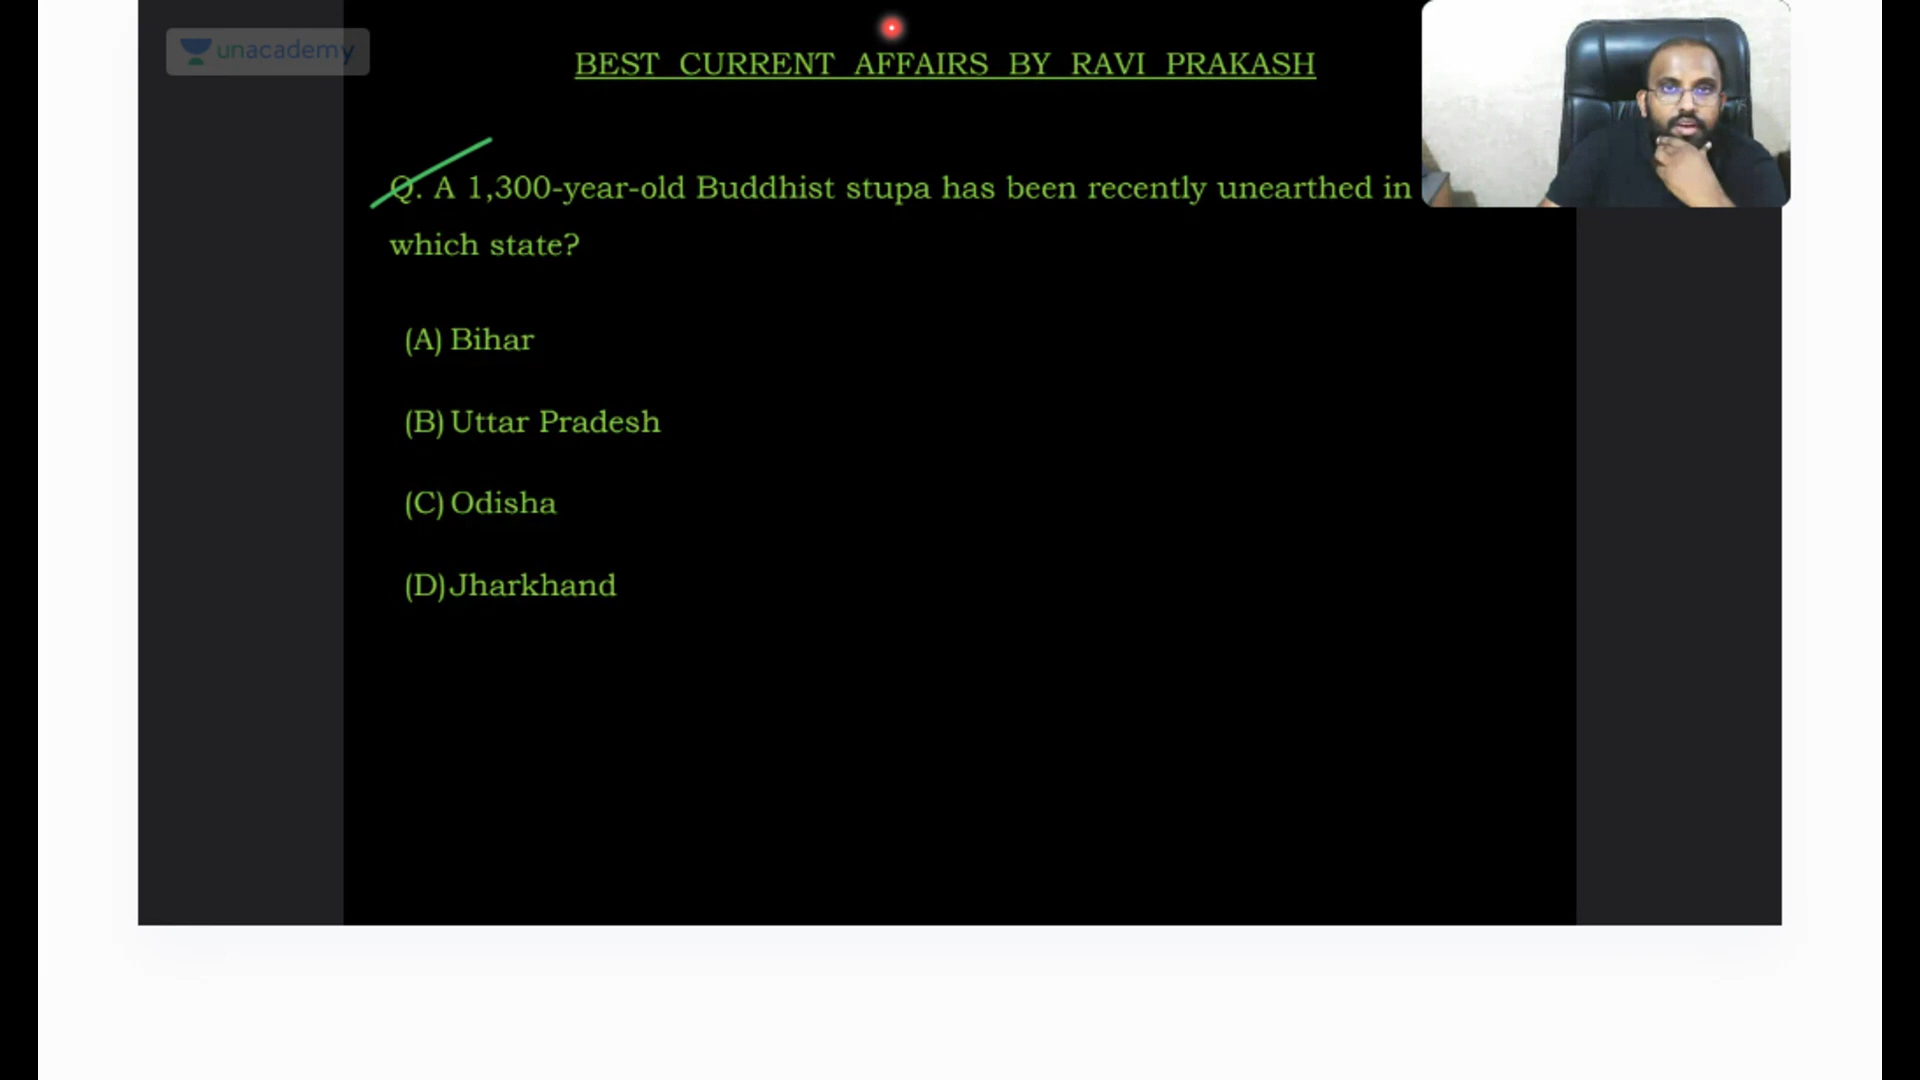 unacademy
BEST CURRENT AFFAIRS BY RAVI PRAKASH
Q. A 1,300-year-old Buddhist stupa has been recently unearthed in
which state?
(A) Bihar
(B) Uttar Pradesh
(C) Odisha
(D) Jharkhand